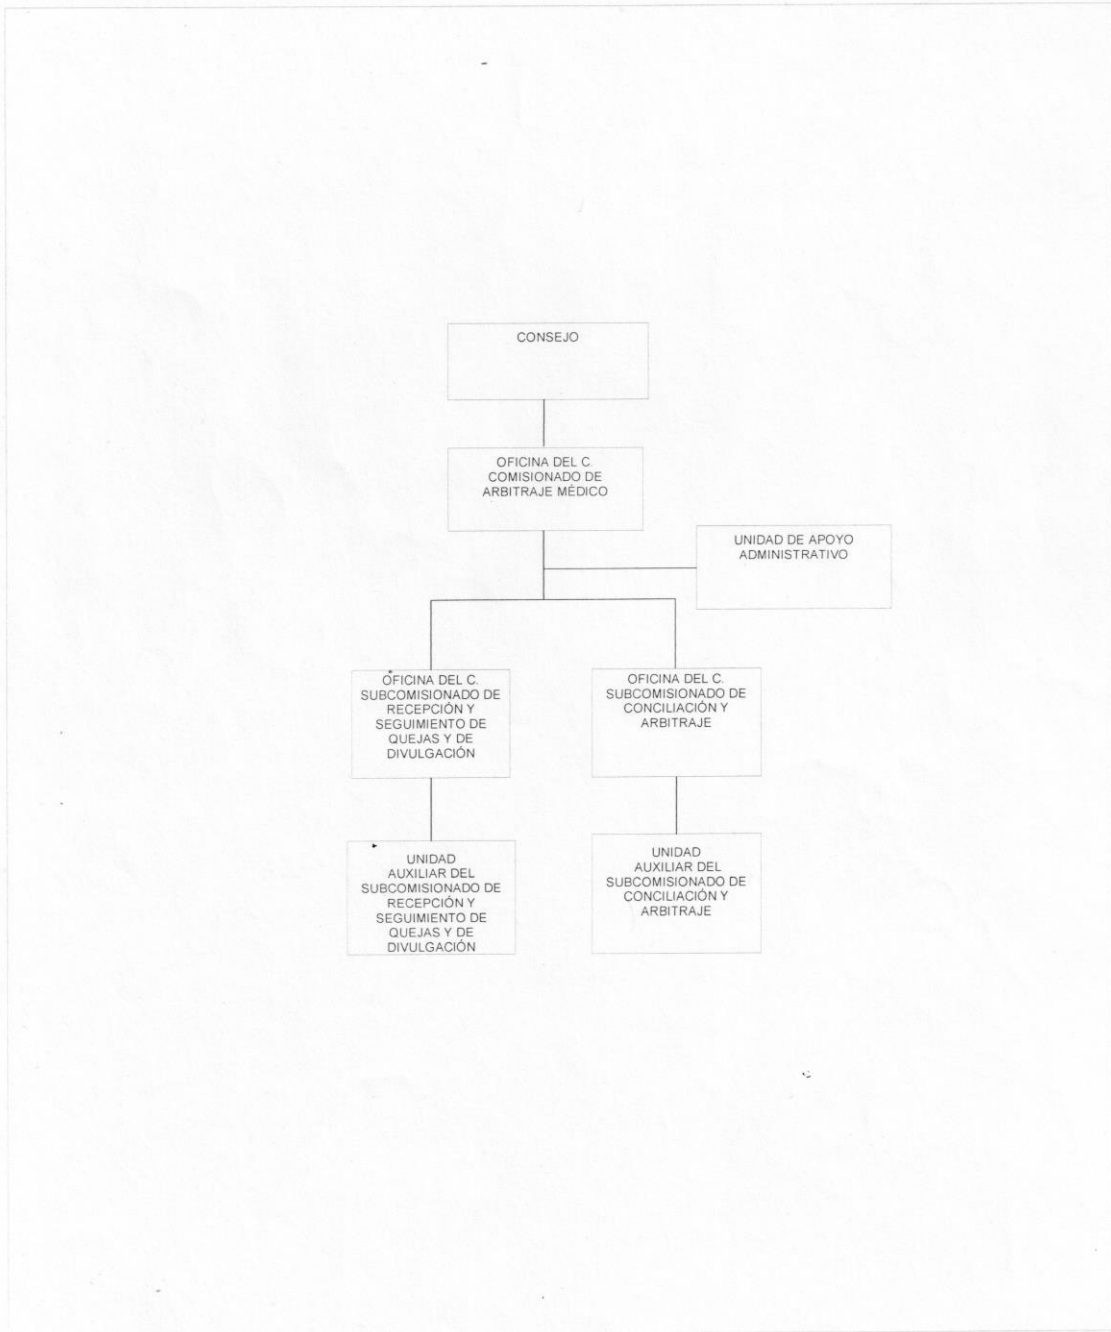 CONSEJO
OFICINA DEL C.
COMISIONADO DE
ARBITRAJE MÉDICO
UNIDAD DE APOYO
ADMINISTRATIVO
OFICINA DEL C.
SUBCOMISIONADO DE
RECEPCIÓN Y
SEGUIMIENTO DE
QUEJAS Y DE
DIVULGACIÓN
OFICINA DEL C.
SUBCOMISIONADO DE
CONCILIACIÓN Y
ARBITRAJE
UNIDAD
AUXILIAR DEL
SUBCOMISIONADO DE
RECEPCIÓN Y
SEGUIMIENTO DE
QUEJAS Y DE
DIVULGACIÓN
UNIDAD
AUXILIAR DEL
SUBCOMISIONADO DE
CONCILIACIÓN Y
ARBITRAJE